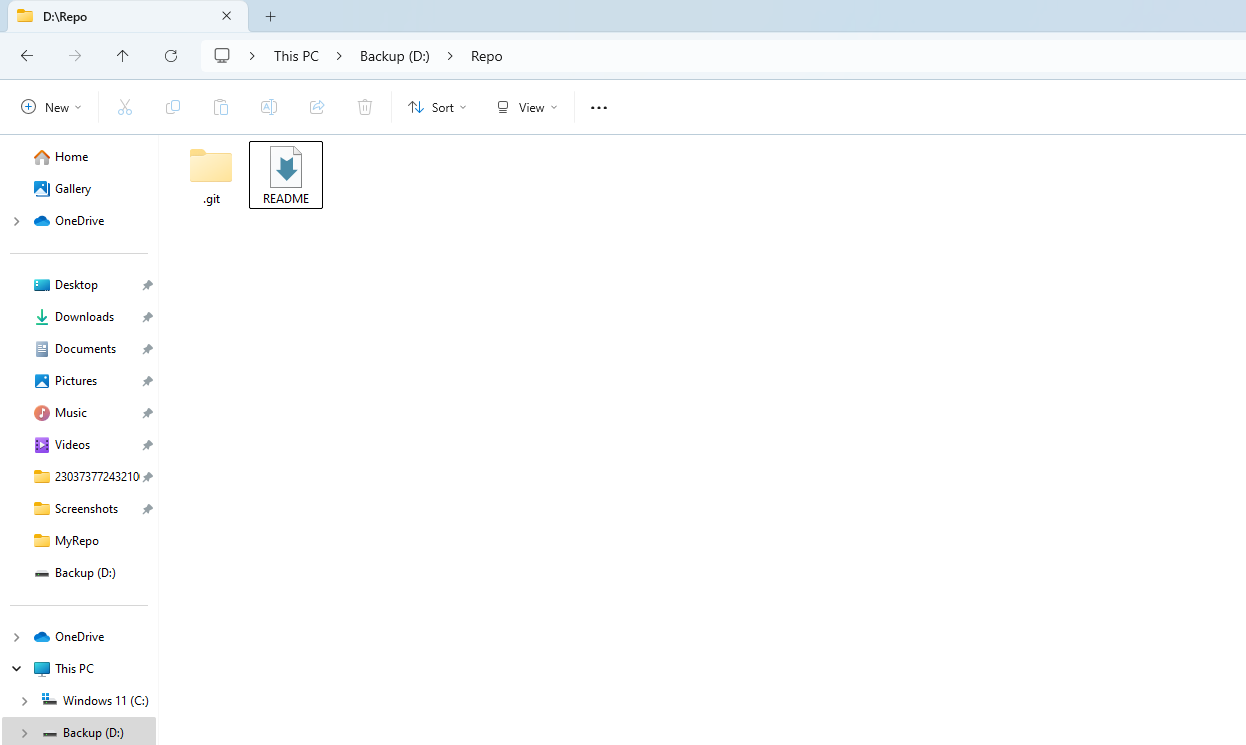 D:\Repo
This PC
Backup (D:)
Repo
New
Sort
View
Home
Gallery
OneDrive
Desktop
Downloads
Documents
Pictures
Music
Videos
23037377243210
Screenshots
MyRepo
Backup (D:)
OneDrive
This PC
Windows 11 (C:)
Backup (D:)
.git
README